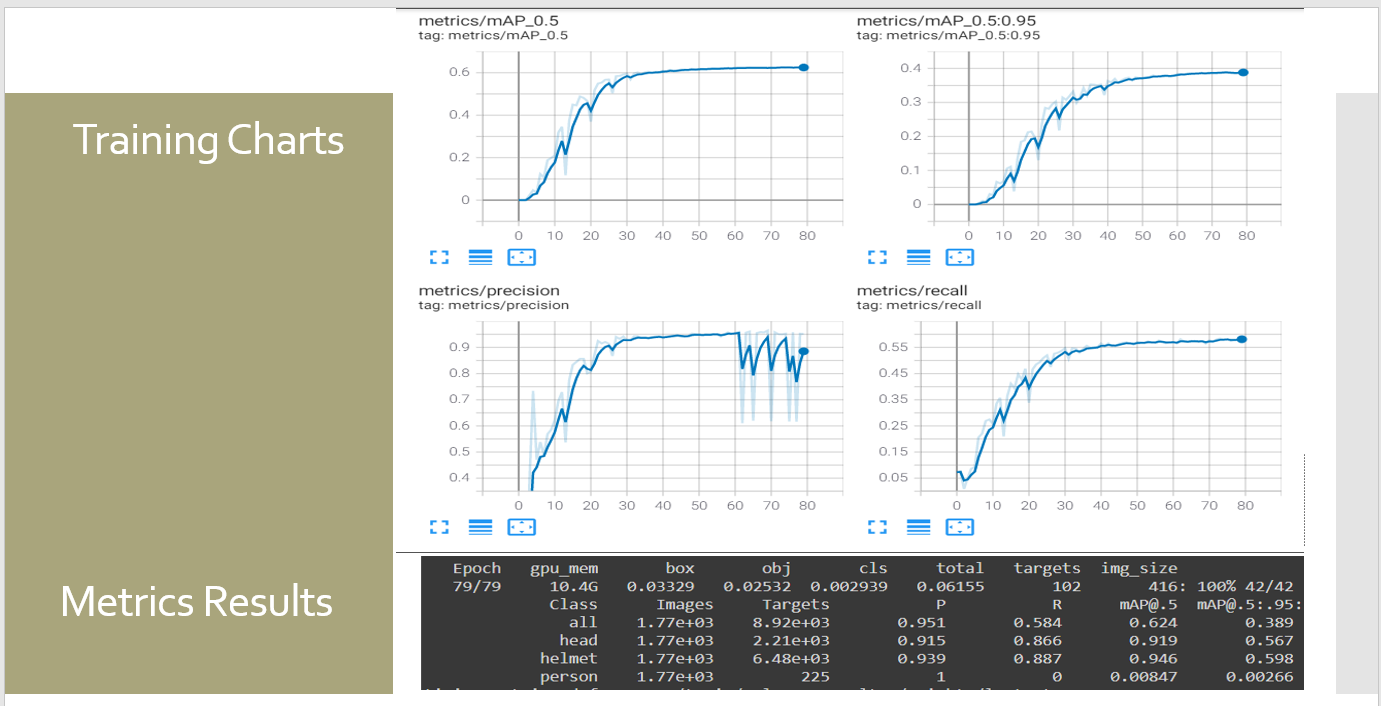 Training Charts
Metrics Results
metrics/mAP_0.5
tag: metrics/mAP_0.5
0.6
0.4
0.2
0
0 10 20 30 40 50 60 70 80
metrics/mAP_0.5:0.95
tag: metrics/mAP_0.5:0.95
0.4
0.3
0.2
0.1
0
0 10 20 30 40 50 60 70 80
metrics/precision
tag: metrics/precision
0.9
0.8
0.7
0.6
0.5
0.4
0 10 20 30 40 50 60 70 80
metrics/recall
tag: metrics/recall
0.55
0.45
0.35
0.25
0.15
0.05
0 10 20 30 40 50 60 70 80
Epoch gpu_mem box obj cls total targets img_size
79/79 10.4G 0.03329 0.02532 0.002939 0.06155 102 416: 100% 42/42
Class Images Targets P R mAP@.5 mAP@.5:.95:
all 1.77e+03 8.92e+03 0.951 0.584 0.624 0.389
head 1.77e+03 2.21e+03 0.915 0.866 0.919 0.567
helmet 1.77e+03 6.48e+03 0.939 0.887 0.946 0.598
person 1.77e+03 225 1 0 0.00847 0.00266